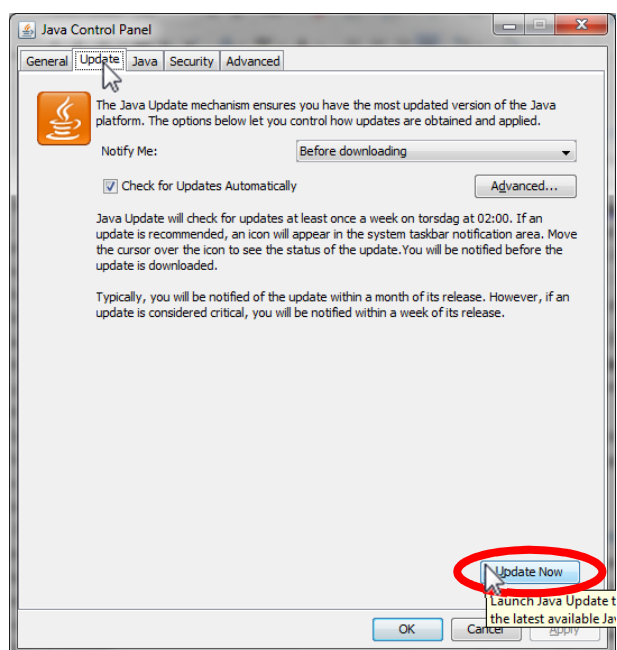 Java Control Panel
General Update Java Security Advanced
The Java Update mechanism ensures you have the most updated version of the Java
platform. The options below let you control how updates are obtained and applied.
Notify Me: Before downloading
Check for Updates Automatically Advanced...
Java Update will check for updates at least once a week on torsdag at 02:00. If an
update is recommended, an icon will appear in the system taskbar notification area. Move
the cursor over the icon to see the status of the update.You will be notified before the
update is downloaded.
Typically, you will be notified of the update within a month of its release. However, if an
update is considered critical, you will be notified within a week of its release.
Update Now
Launch Java Update t
the latest available Jav
OK Cancel Apply